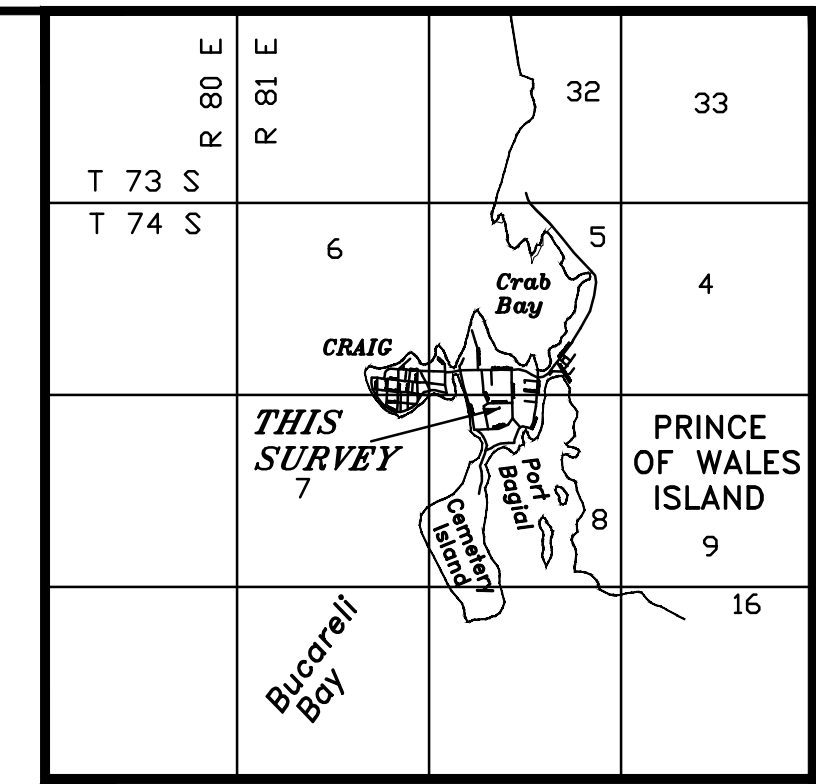 R 80 E
R 81 E
32
33
T 73 S
T 74 S
6
5
4
Crab
Bay
CRAIG
THIS
SURVEY
7
PRINCE
OF WALES
ISLAND
Port
Bagial
8
9
Cemetery
Island
16
Bucareli
Bay